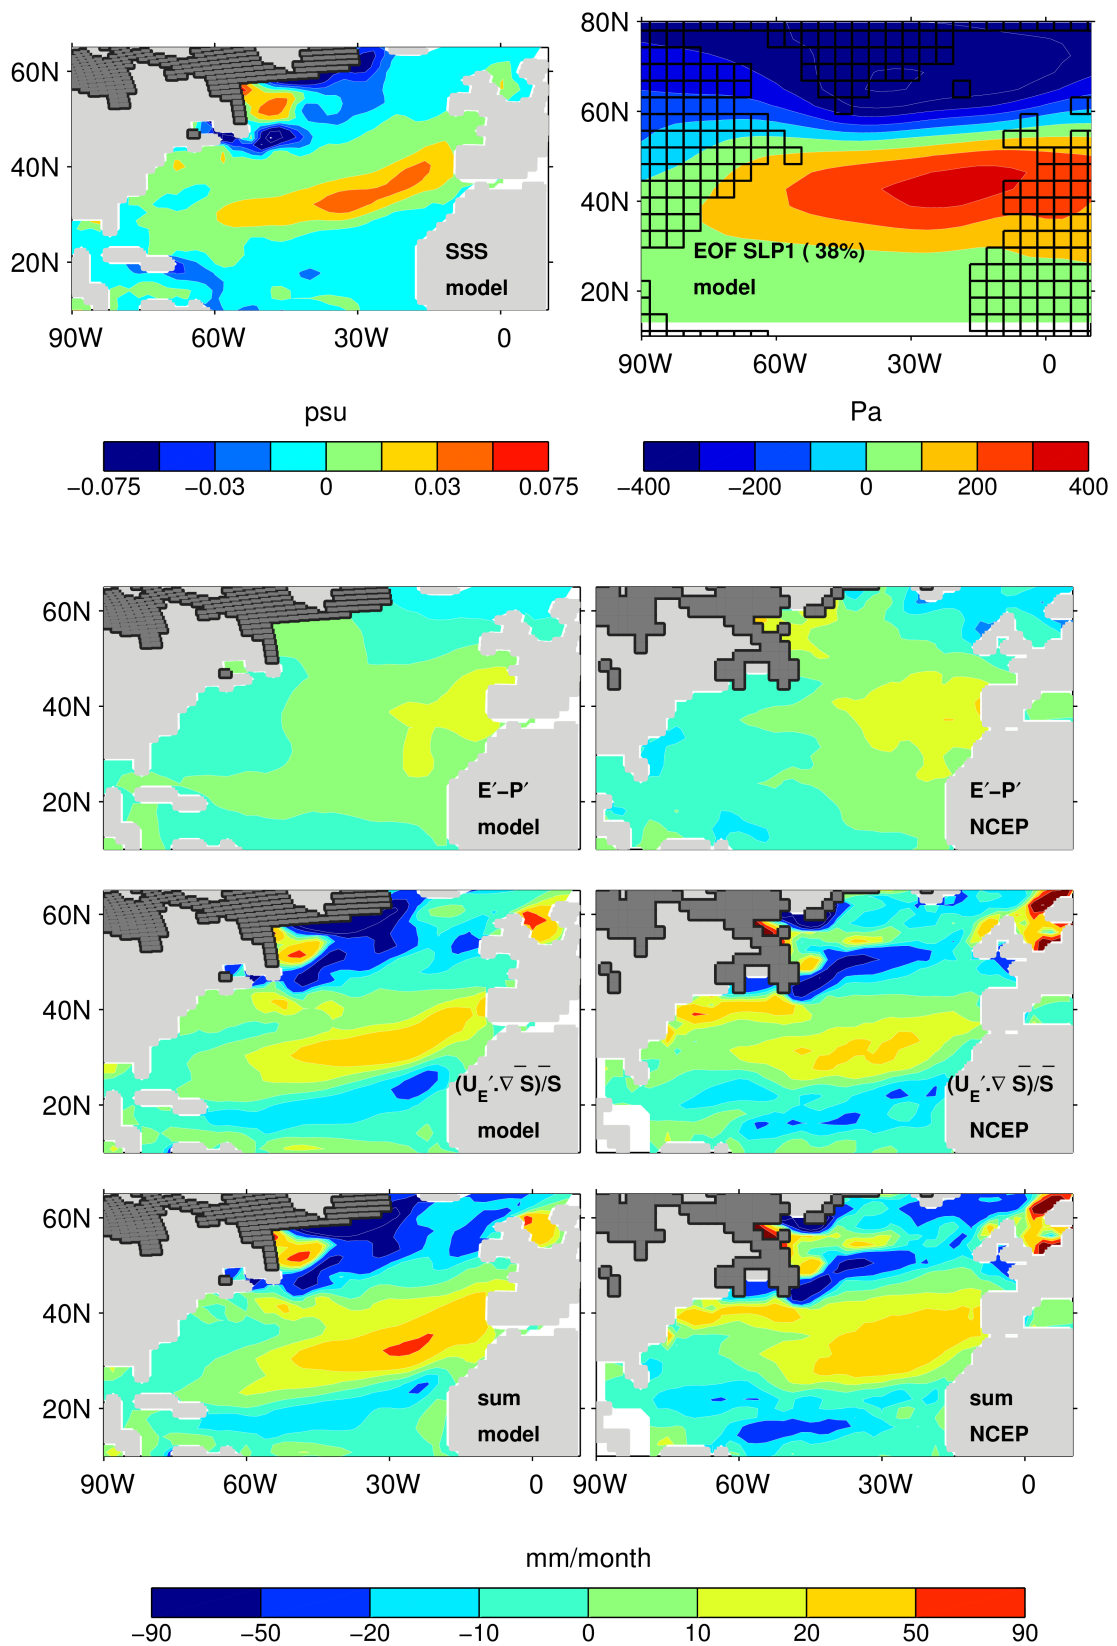 80N
60N
60N
40N
40N
SSS
EOF SLP1 ( 38%)
20N
model
model
20N
90W
60W
30W
0
90W
60W
30W
0
psu
Pa
−0.075
−0.03
0
0.03
0.075
−400
−200
0
200
400
60N
40N
20N
E′−P′
model
E′−P′
NCEP
60N
40N
20N
(U_E′.∇ S̅)/S̅
model
(U_E′.∇ S̅)/S̅
NCEP
60N
40N
20N
sum
model
sum
NCEP
90W
60W
30W
0
90W
60W
30W
0
mm/month
−90
−50
−20
−10
0
10
20
50
90